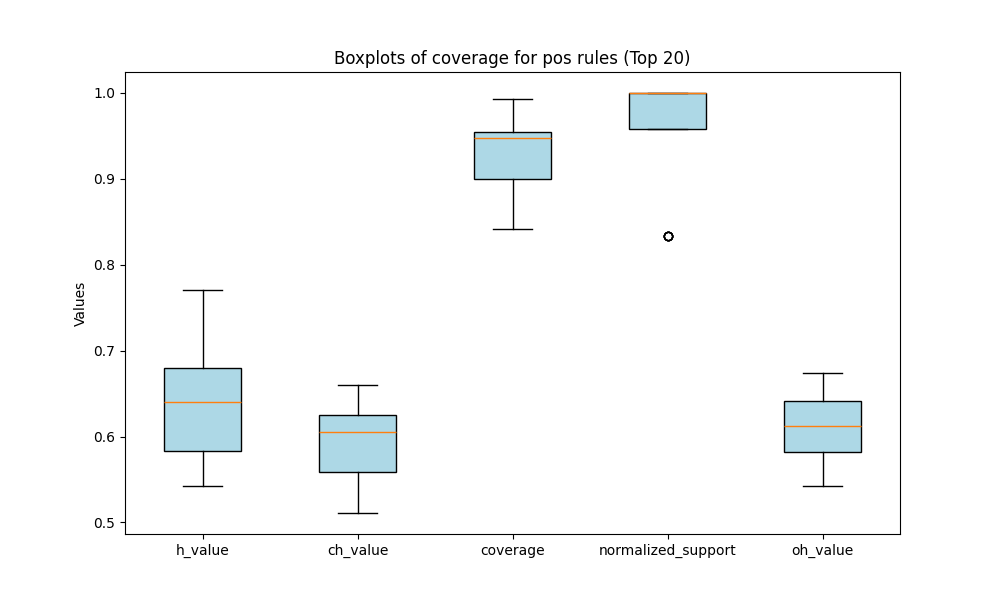 Boxplots of coverage for pos rules (Top 20)
Values
1.0
0.9
0.8
0.7
0.6
0.5
h_value
ch_value
coverage
normalized_support
oh_value